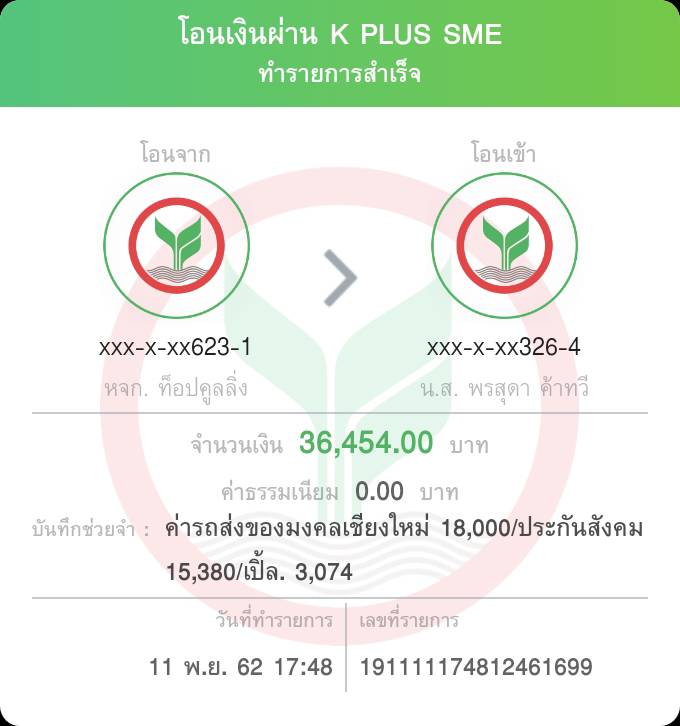 โอนเงินผ่าน K PLUS SME
ทำรายการสำเร็จ
โอนจาก
โอนเข้า
xxx-x-xx623-1
xxx-x-xx326-4
หจก. ท็อปคูลลิ่ง
น.ส. พรสุดา ค้าทวี
จำนวนเงิน 36,454.00 บาท
ค่าธรรมเนียม 0.00 บาท
บันทึกช่วยจำ : ค่ารถส่งของมงคลเชียงใหม่ 18,000/ประกันสังคม
15,380/เปิ้ล. 3,074
วันที่ทำรายการ
เลขที่รายการ
11 พ.ย. 62 17:48
191111174812461699